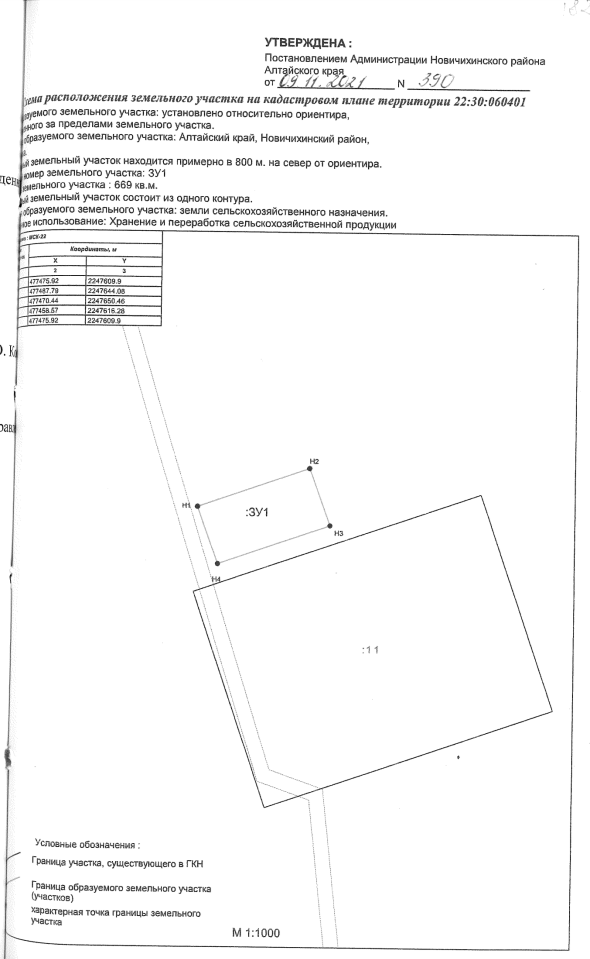 УТВЕРЖДЕНА :
Постановлением Администрации Новичихинского района
Алтайского края
от 09 11. 2021 N 390
схема расположения земельного участка на кадастровом плане территории 22:30:060401
земельного участка: установлено относительно ориентира,
за пределами земельного участка.
образуемого земельного участка: Алтайский край, Новичихинский район,
земельный участок находится примерно в 800 м. на север от ориентира.
номер земельного участка: ЗУ1
земельного участка : 669 кв.м.
земельный участок состоит из одного контура.
образуемого земельного участка: земли сельскохозяйственного назначения.
использование: Хранение и переработка сельскохозяйственной продукции
: МСК-22
Координаты, м
X Y
2 3
477475.92 2247609.9
477487.78 2247644.08
477470.44 2247650.46
477458.57 2247616.28
477475.92 2247609.9
Н2
Н1
:ЗУ1
Н3
Н4
:11
Условные обозначения :
Граница участка, существующего в ГКН
Граница образуемого земельного участка
(участков)
характерная точка границы земельного
участка
М 1:1000